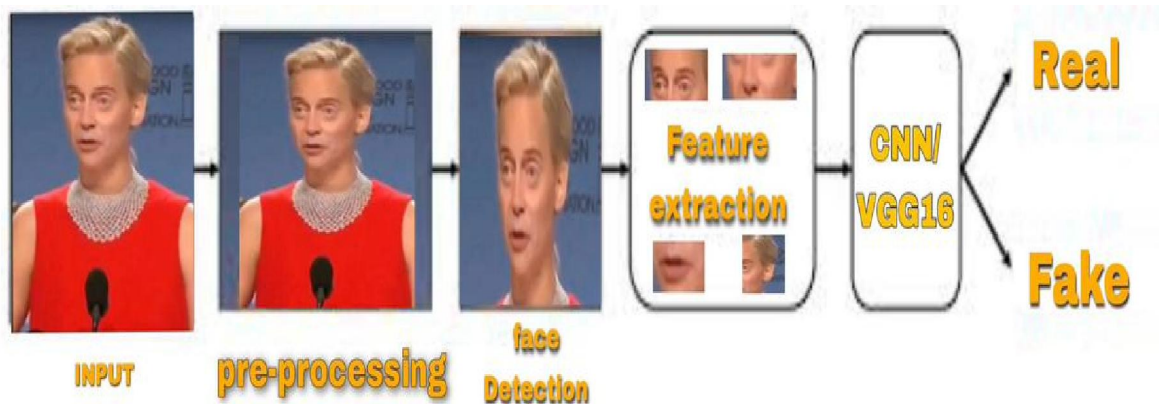 INPUT
pre-processing
face
Detection
Feature
extraction
CNN/
VGG16
Real
Fake